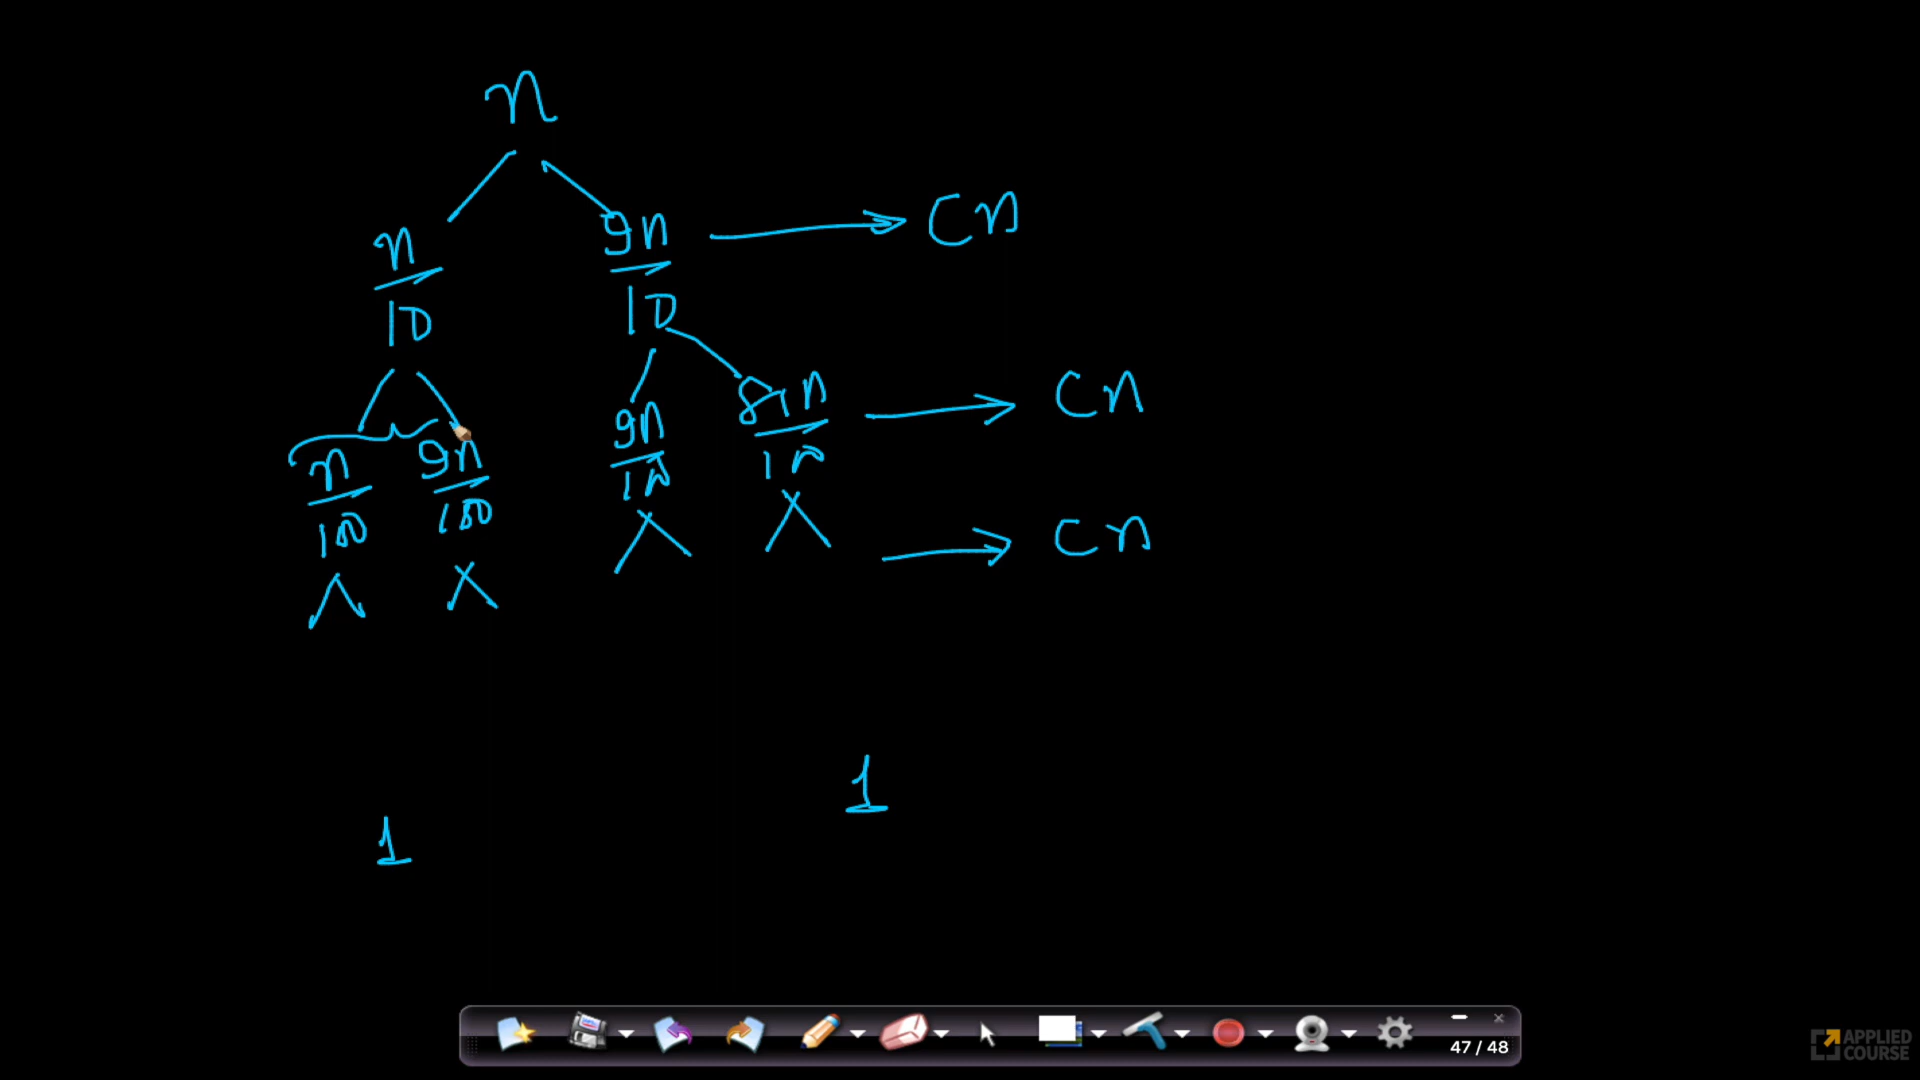 n
n/10 9n/10 → Cn
n/100 9n/100 9n/100 81n/100 → Cn
→ Cn
1
1
47 / 48
APPLIED
COURSE